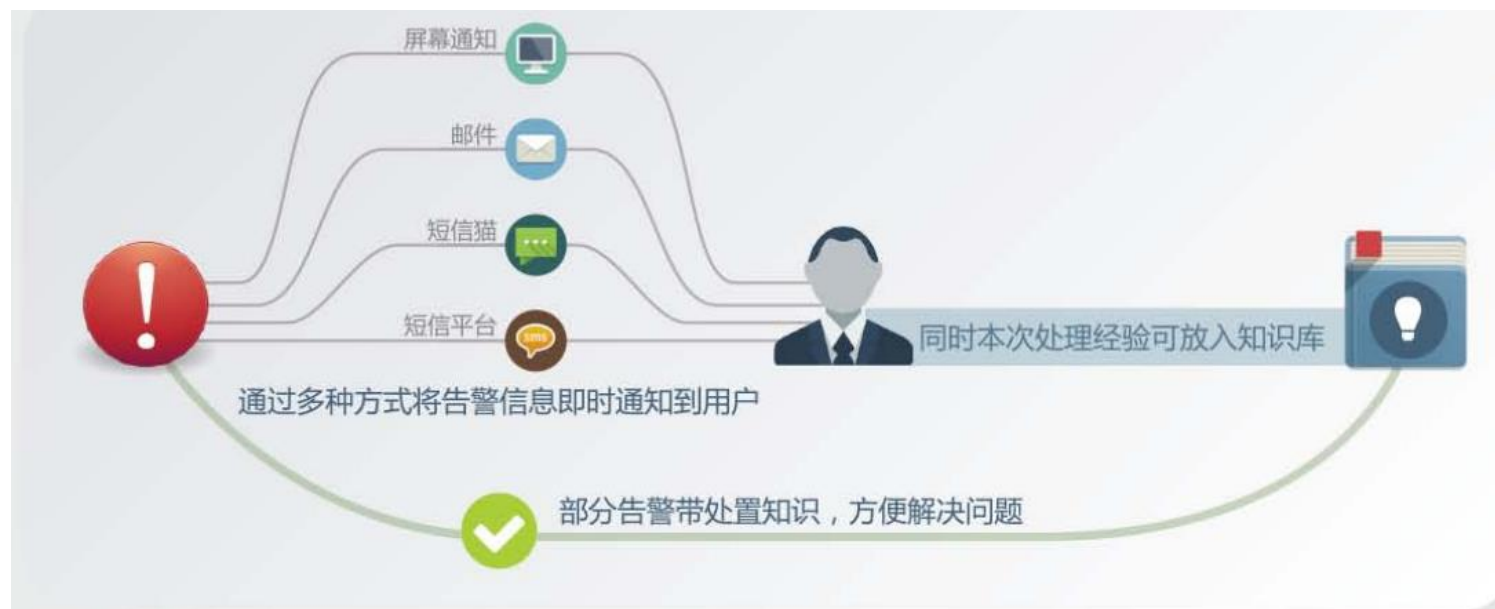 屏幕通知
邮件
短信猫
短信平台
sms
同时本次处理经验可放入知识库
通过多种方式将告警信息即时通知到用户
部分告警带处置知识，方便解决问题